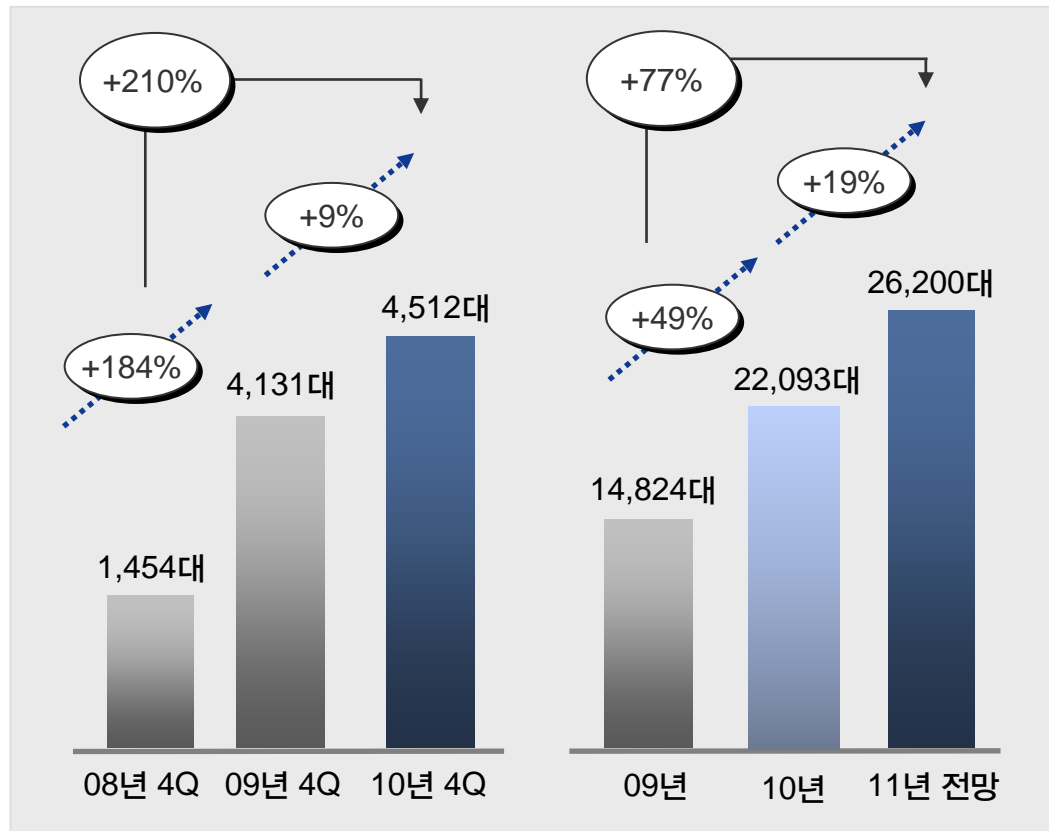 +210%
+9%
+184%
4,512대
4,131대
1,454대
08년 4Q 09년 4Q 10년 4Q
+77%
+19%
+49%
26,200대
22,093대
14,824대
09년 10년 11년 전망